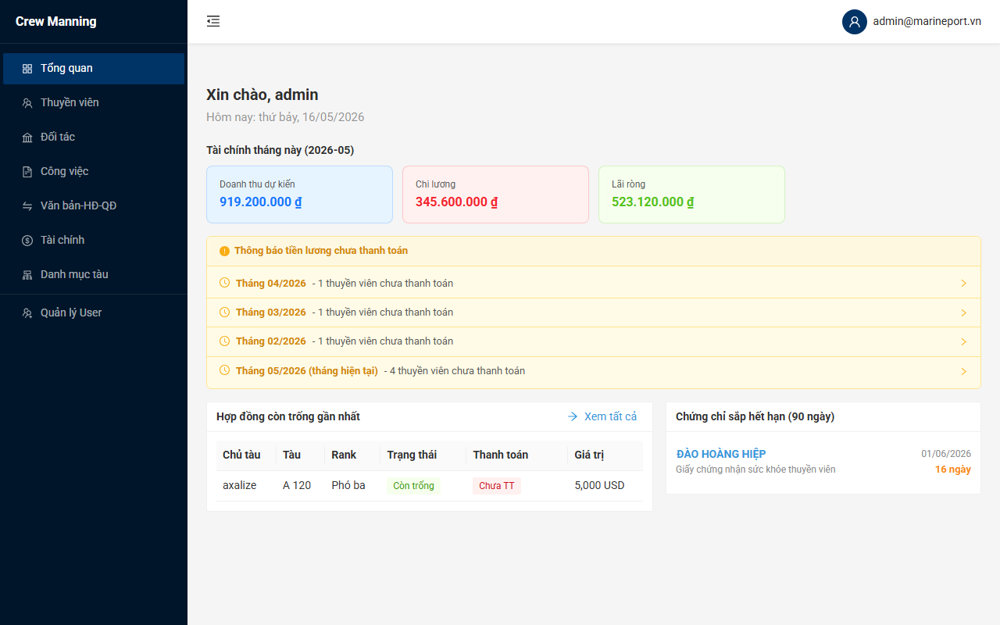 Crew Manning
admin@marineport.vn
Tổng quan
Thuyền viên
Đối tác
Công việc
Văn bản-HĐ-QĐ
Tài chính
Danh mục tàu
Quản lý User
Xin chào, admin
Hôm nay: thứ bảy, 16/05/2026
Tài chính tháng này (2026-05)
Doanh thu dự kiến
919.200.000 ₫
Chi lương
345.600.000 ₫
Lãi ròng
523.120.000 ₫
Thông báo tiền lương chưa thanh toán
Tháng 04/2026 - 1 thuyền viên chưa thanh toán
Tháng 03/2026 - 1 thuyền viên chưa thanh toán
Tháng 02/2026 - 1 thuyền viên chưa thanh toán
Tháng 05/2026 (tháng hiện tại) - 4 thuyền viên chưa thanh toán
Hợp đồng còn trống gần nhất
Xem tất cả
Chủ tàu Tàu Rank Trạng thái Thanh toán Giá trị
axalize A 120 Phó ba Còn trống Chưa TT 5,000 USD
Chứng chỉ sắp hết hạn (90 ngày)
ĐÀO HOÀNG HIỆP 01/06/2026
Giấy chứng nhận sức khỏe thuyền viên 16 ngày